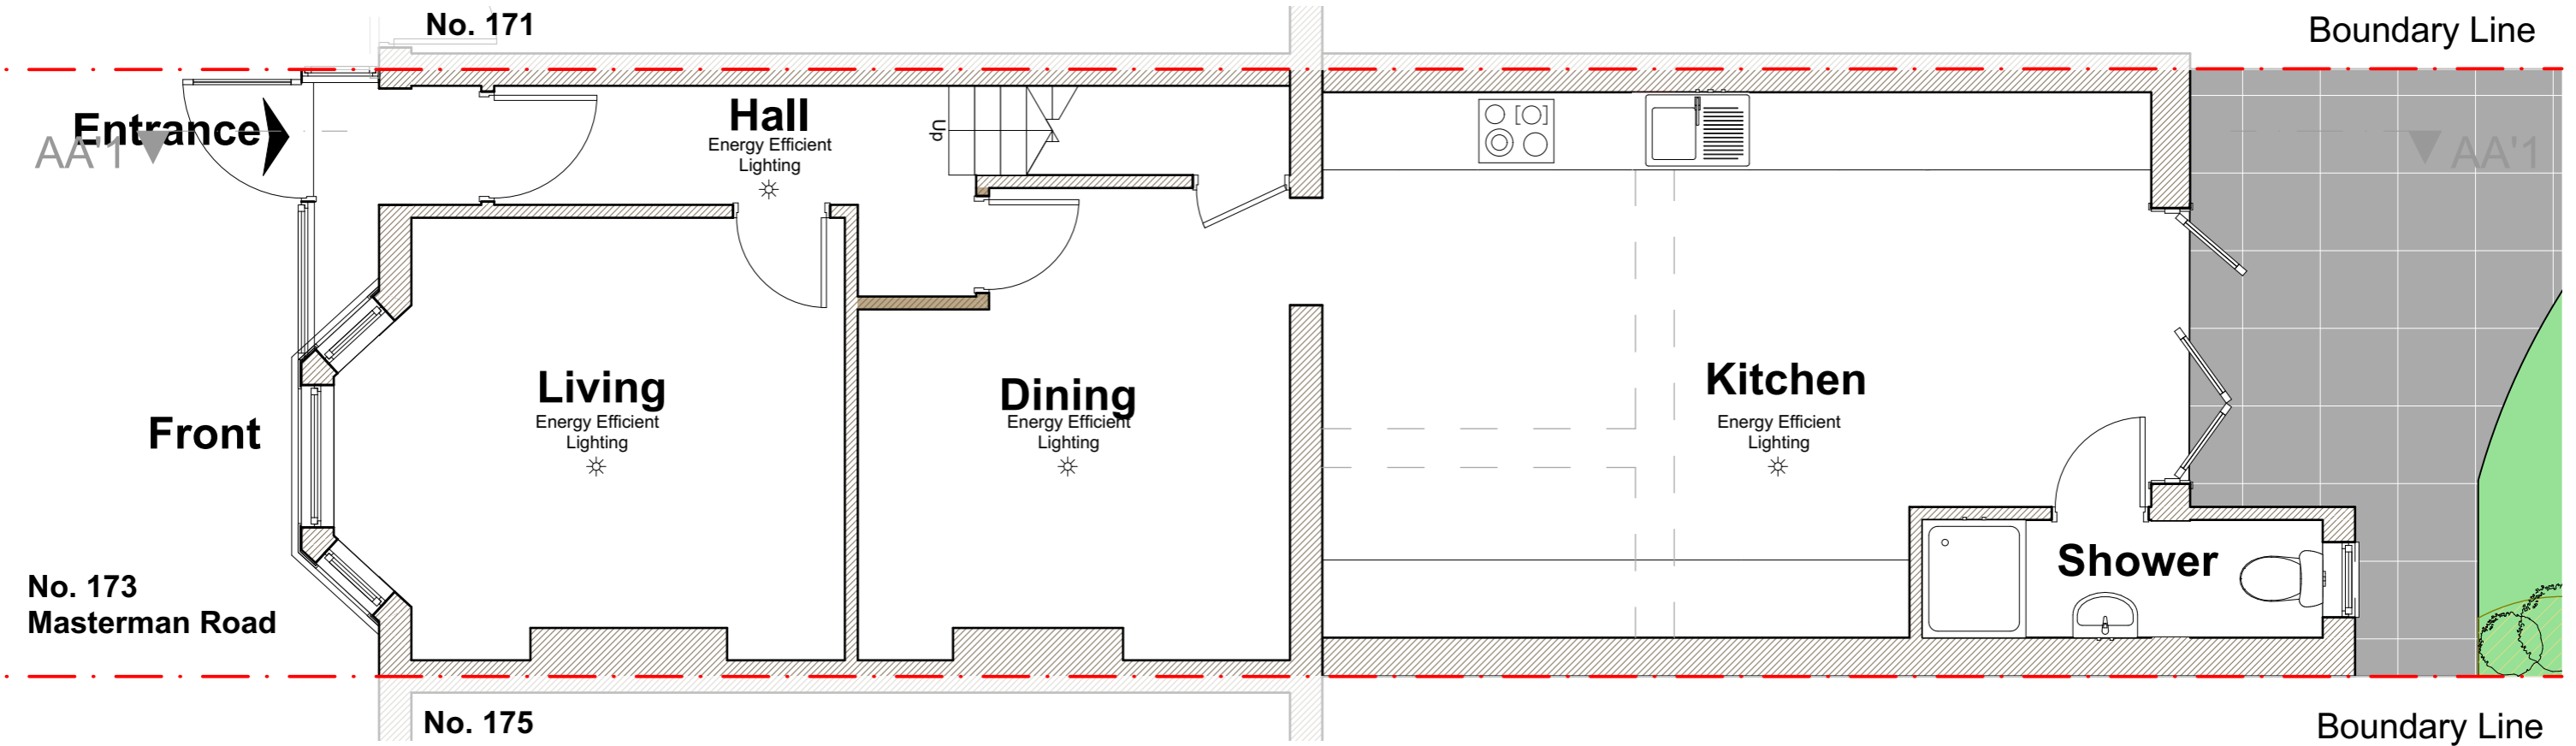 No. 171
Boundary Line
Entrance
AA'1
Hall
Energy Efficient
Lighting
Up
AA'1
Living
Energy Efficient
Lighting
Dining
Energy Efficient
Lighting
Kitchen
Energy Efficient
Lighting
Front
Shower
No. 173
Masterman Road
No. 175
Boundary Line